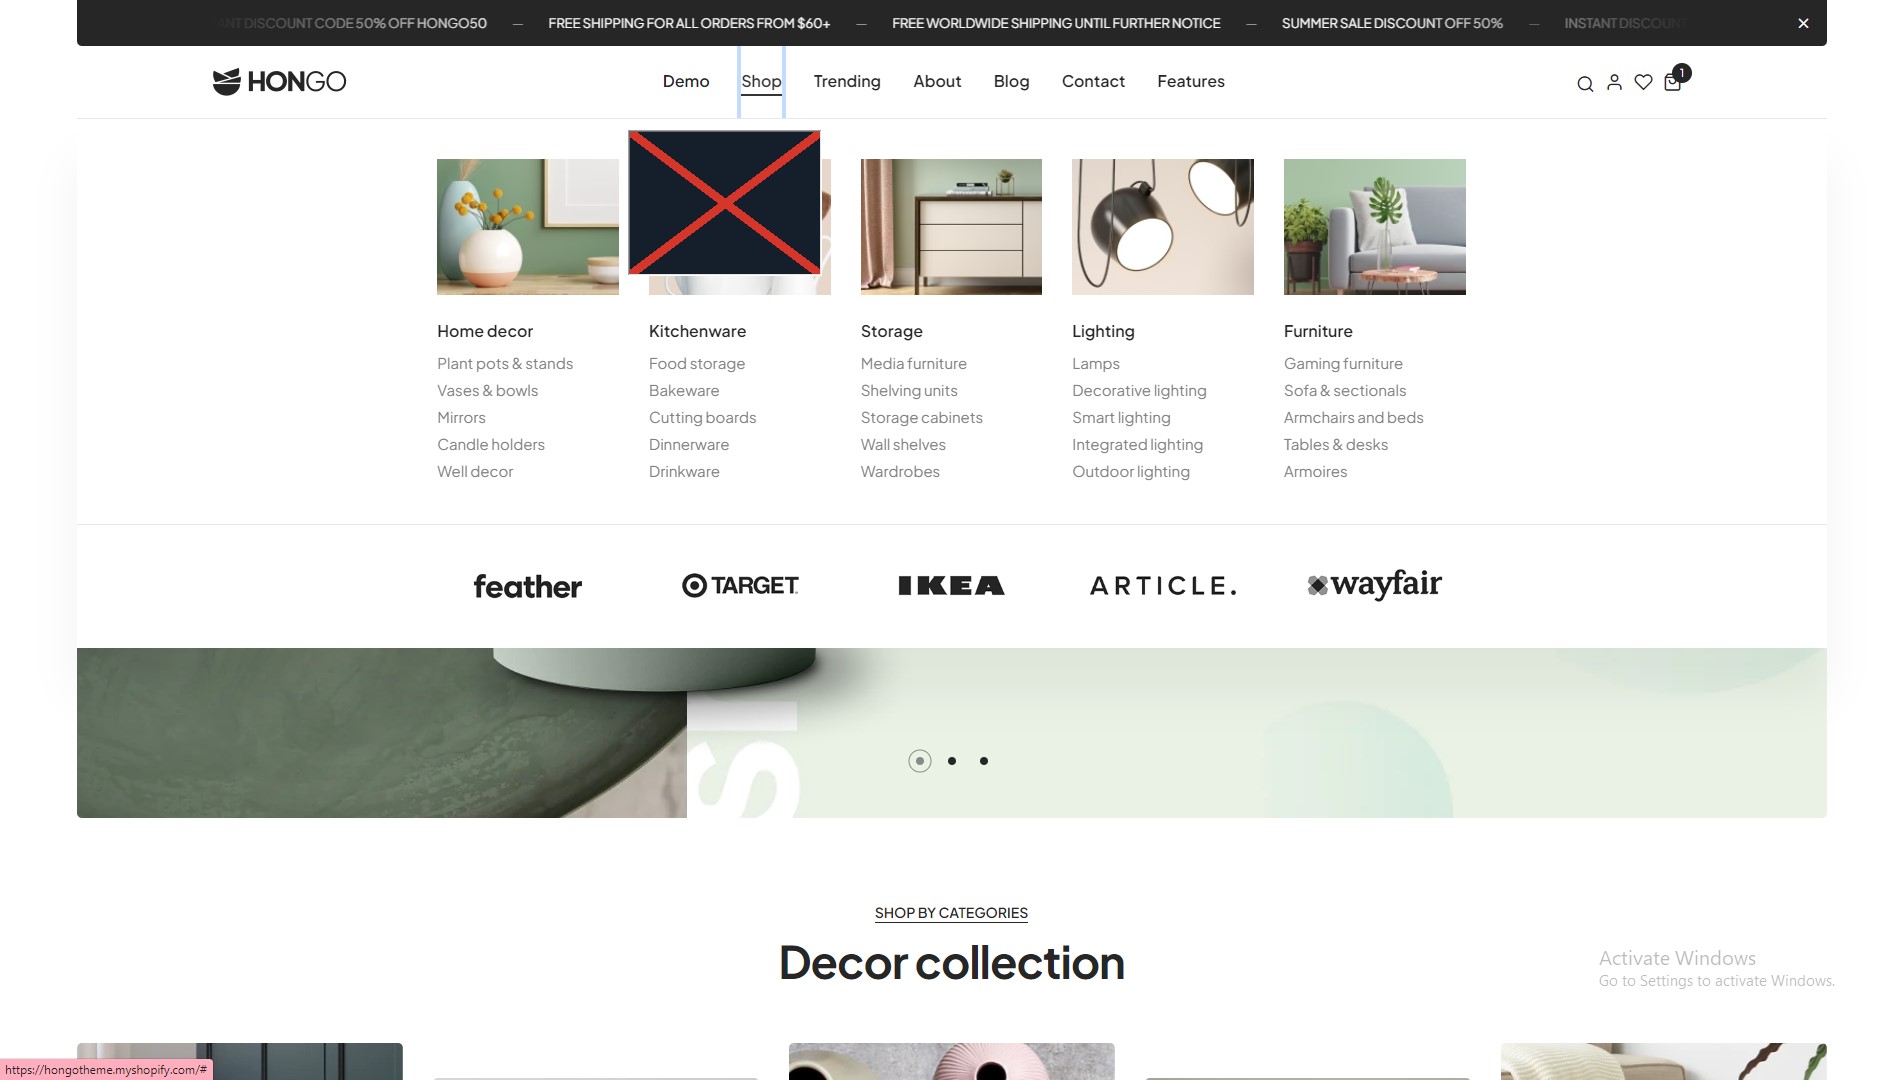 NT DISCOUNT CODE 50% OFF HONGO50 — FREE SHIPPING FOR ALL ORDERS FROM $60+ — FREE WORLDWIDE SHIPPING UNTIL FURTHER NOTICE — SUMMER SALE DISCOUNT OFF 50% — INSTANT DISCOUNT
HONGO
Demo Shop Trending About Blog Contact Features
1
Home decor
Plant pots & stands
Vases & bowls
Mirrors
Candle holders
Well decor
Kitchenware
Food storage
Bakeware
Cutting boards
Dinnerware
Drinkware
Storage
Media furniture
Shelving units
Storage cabinets
Wall shelves
Wardrobes
Lighting
Lamps
Decorative lighting
Smart lighting
Integrated lighting
Outdoor lighting
Furniture
Gaming furniture
Sofa & sectionals
Armchairs and beds
Tables & desks
Armoires
feather TARGET IKEA ARTICLE. wayfair
SHOP BY CATEGORIES
Decor collection
Activate Windows
Go to Settings to activate Windows.
https://hongotheme.myshopify.com/#